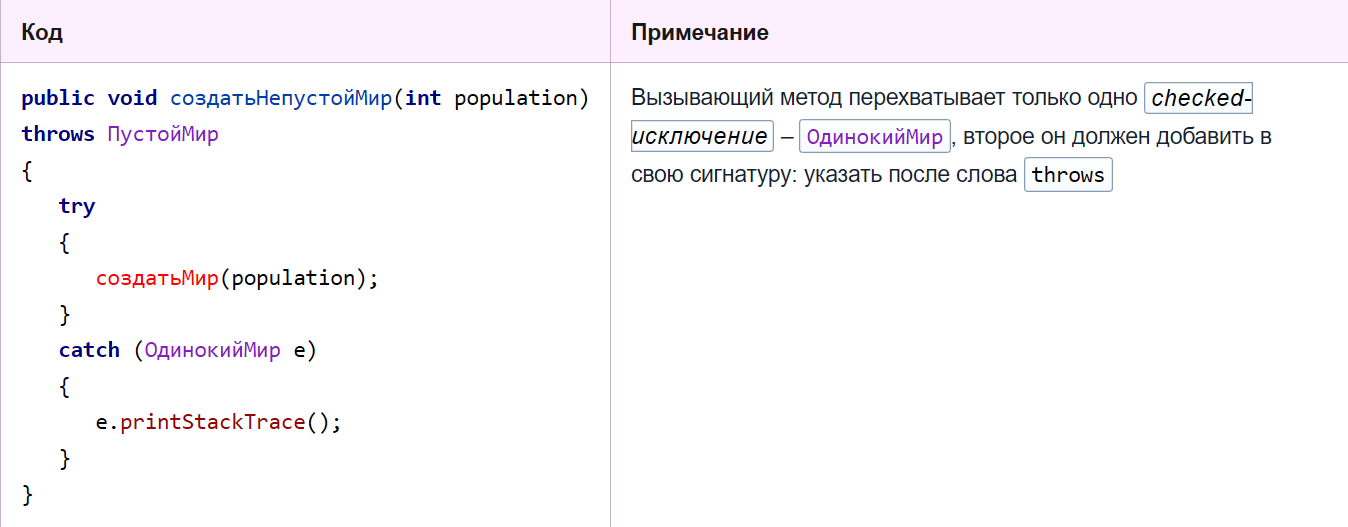 Код
Примечание
public void создатьНепустойМир(int population)
throws ПустойМир
{
try
{
создатьМир(population);
}
catch (ОдинокийМир e)
{
e.printStackTrace();
}
}
Вызывающий метод перехватывает только одно checked-
исключение – ОдинокийМир, второе он должен добавить в
свою сигнатуру: указать после слова throws